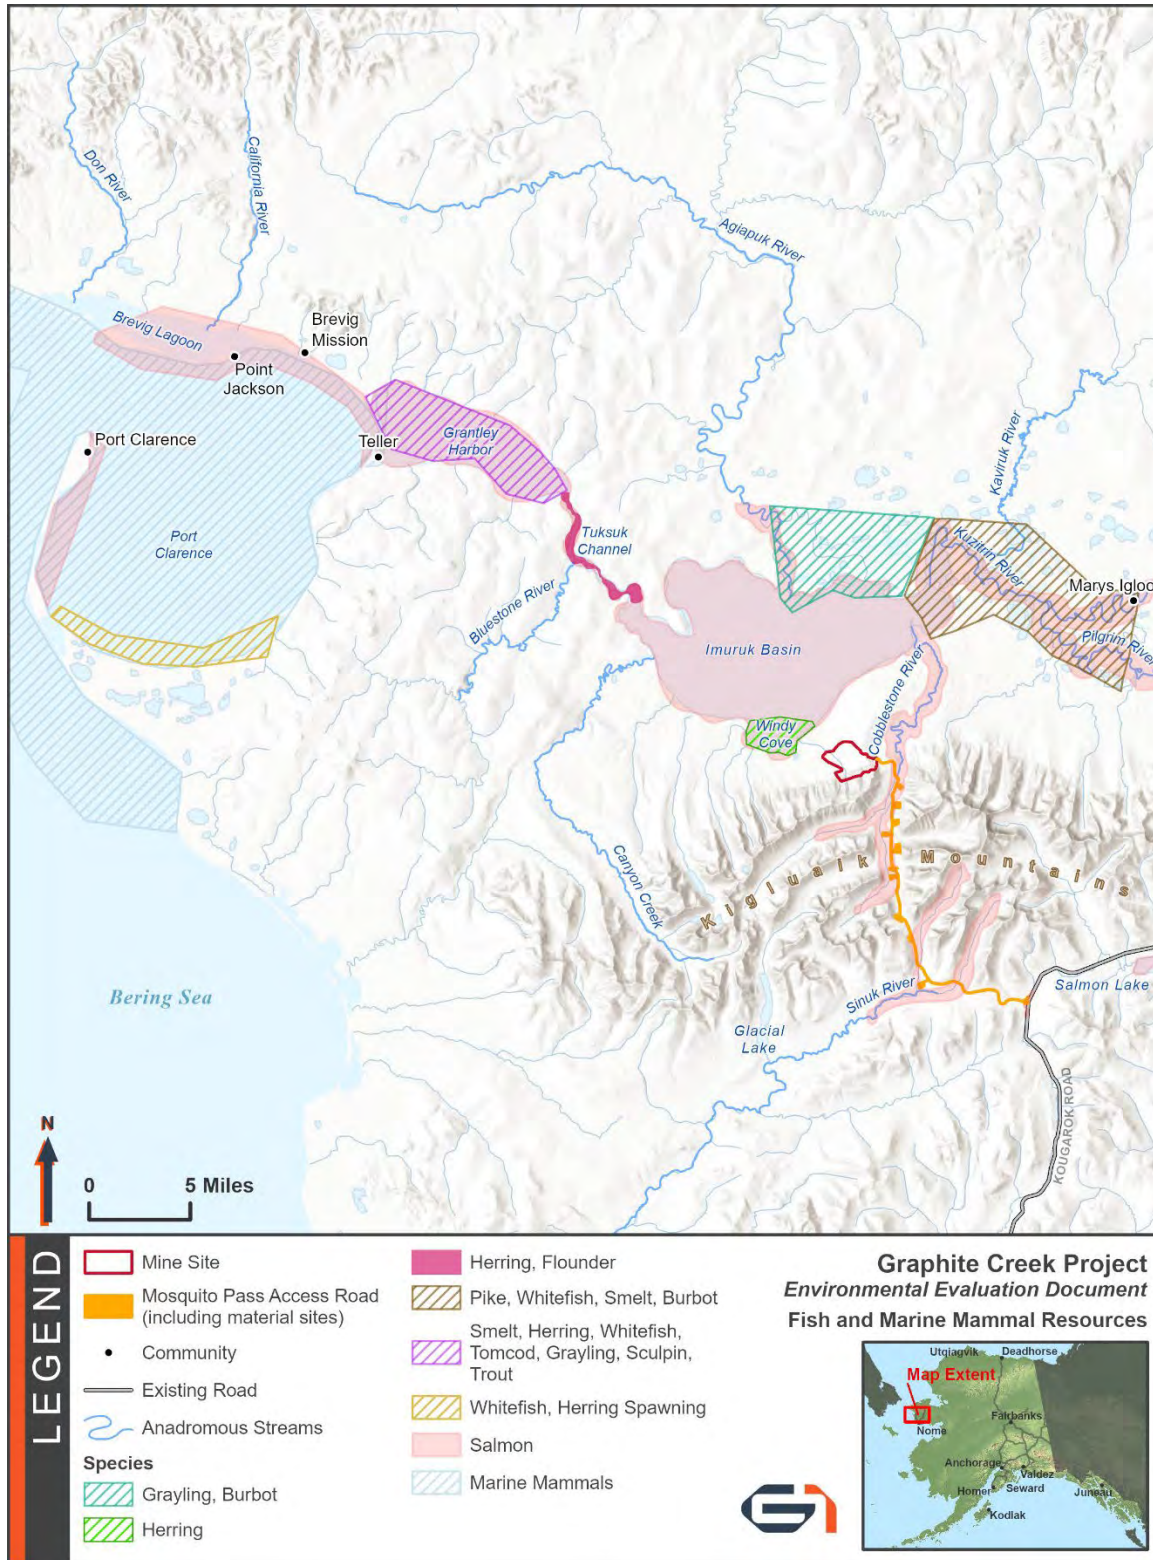 Don River
California River
Agiapuk River
Brevig Lagoon
Brevig
Mission
Point
Jackson
Port Clarence
Teller
Grantley
Harbor
Kaviruk River
Port
Clarence
Tuksuk
Channel
Kuzitrin River
Marys Igloo
Bluestone River
Pilgrim River
Imuruk Basin
Cobblestone River
Windy
Cove
Canyon Creek
Kigluaik Mountains
Bering Sea
Sinuk River
Salmon Lake
Glacial
Lake
KOUGAROK ROAD
N
0 5 Miles
LEGEND
Mine Site
Mosquito Pass Access Road
(including material sites)
Community
Existing Road
Anadromous Streams
Species
Grayling, Burbot
Herring
Herring, Flounder
Pike, Whitefish, Smelt, Burbot
Smelt, Herring, Whitefish,
Tomcod, Grayling, Sculpin,
Trout
Whitefish, Herring Spawning
Salmon
Marine Mammals
Graphite Creek Project
Environmental Evaluation Document
Fish and Marine Mammal Resources
Utqiagvik
Deadhorse
Map Extent
Fairbanks
Nome
Anchorage
Valdez
Homer
Seward
Juneau
Kodiak